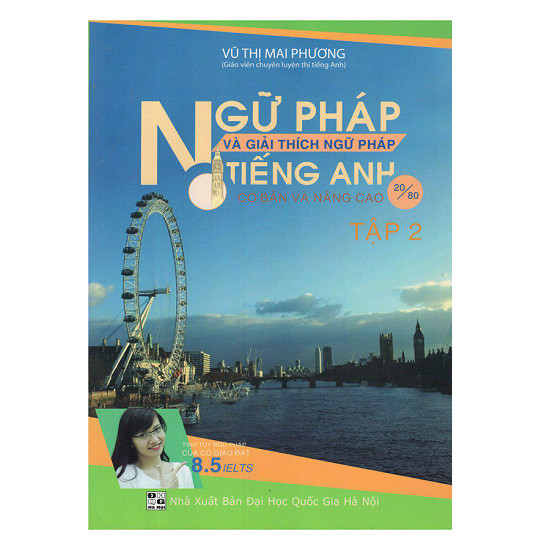 VŨ THỊ MAI PHƯƠNG
(Giáo viên chuyên luyện thi tiếng Anh)
NGỮ PHÁP
VÀ GIẢI THÍCH NGỮ PHÁP
TIẾNG ANH
CƠ BẢN VÀ NÂNG CAO 20/80
TẬP 2
TINH TÚY NGỮ PHÁP
CỦA CÔ GIÁO ĐẠT
8.5 IELTS
HÀ NỘI
Nhà Xuất Bản Đại Học Quốc Gia Hà Nội